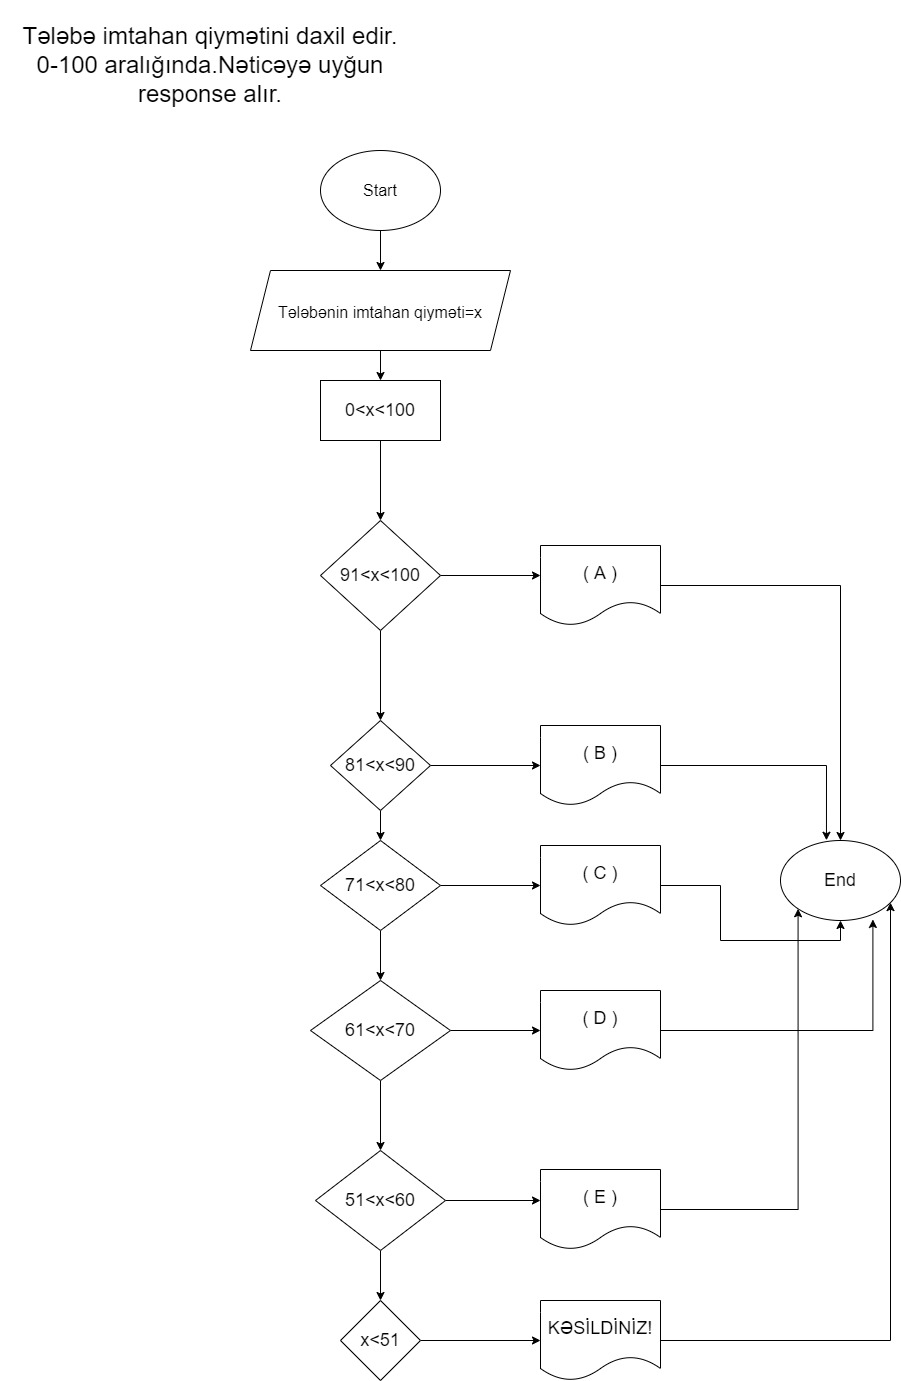 Tələbə imtahan qiymətini daxil edir.
0-100 aralığında.Nəticəyə uyğun
response alır.
Start
Tələbənin imtahan qiyməti=x
0<x<100
91<x<100
( A )
81<x<90
( B )
71<x<80
( C )
End
61<x<70
( D )
51<x<60
( E )
x<51
KƏSİLDİNİZ!